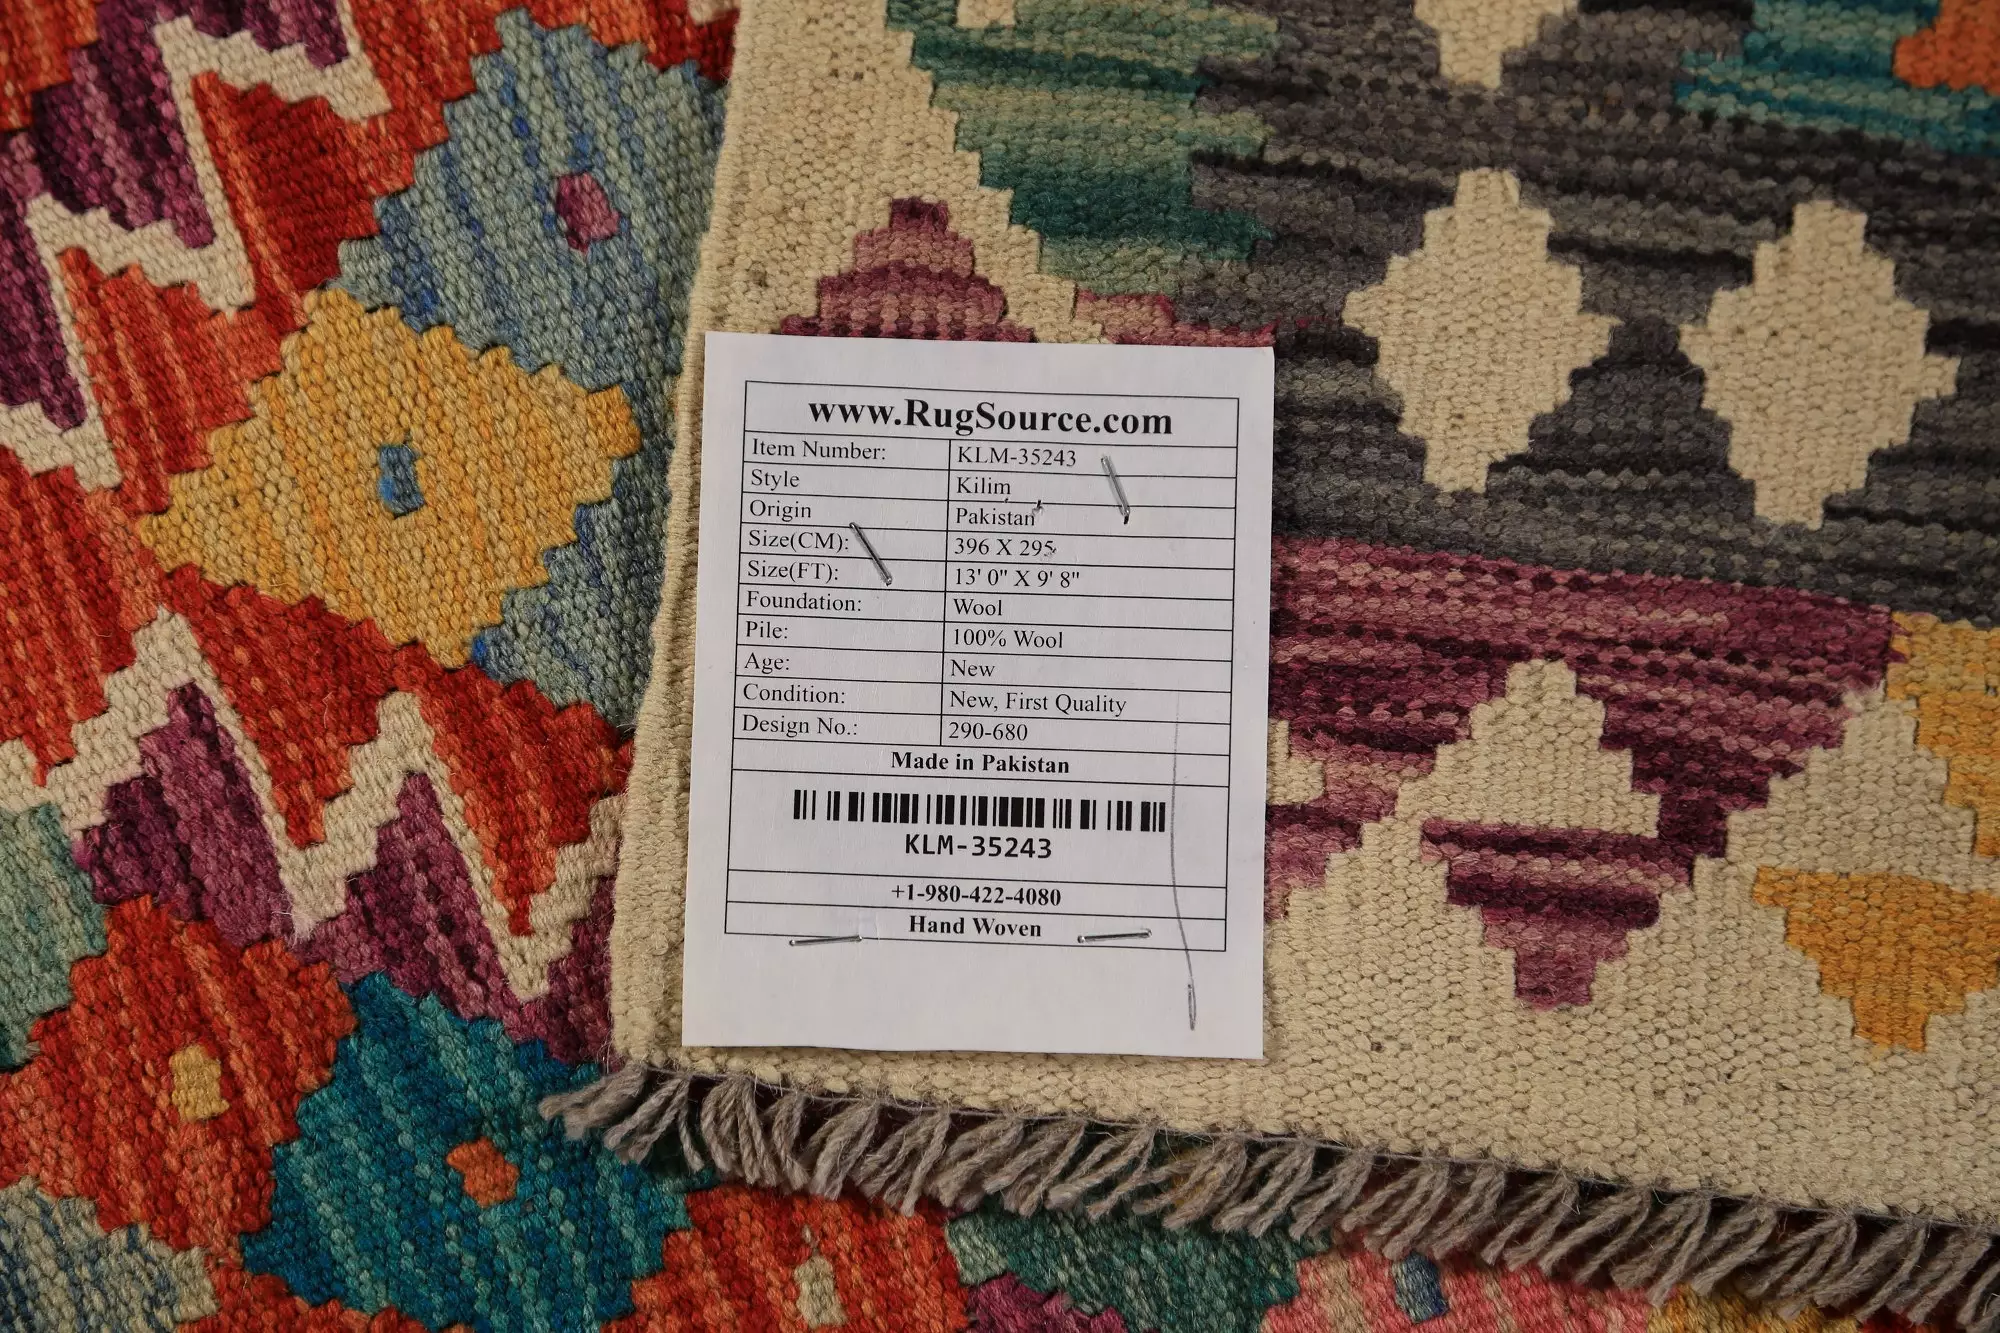 www.RugSource.com
Item Number: KLM-35243
Style Kilim
Origin Pakistan
Size(CM): 396 X 295
Size(FT): 13' 0" X 9' 8"
Foundation: Wool
Pile: 100% Wool
Age: New
Condition: New, First Quality
Design No.: 290-680
Made in Pakistan
KLM-35243
+1-980-422-4080
Hand Woven